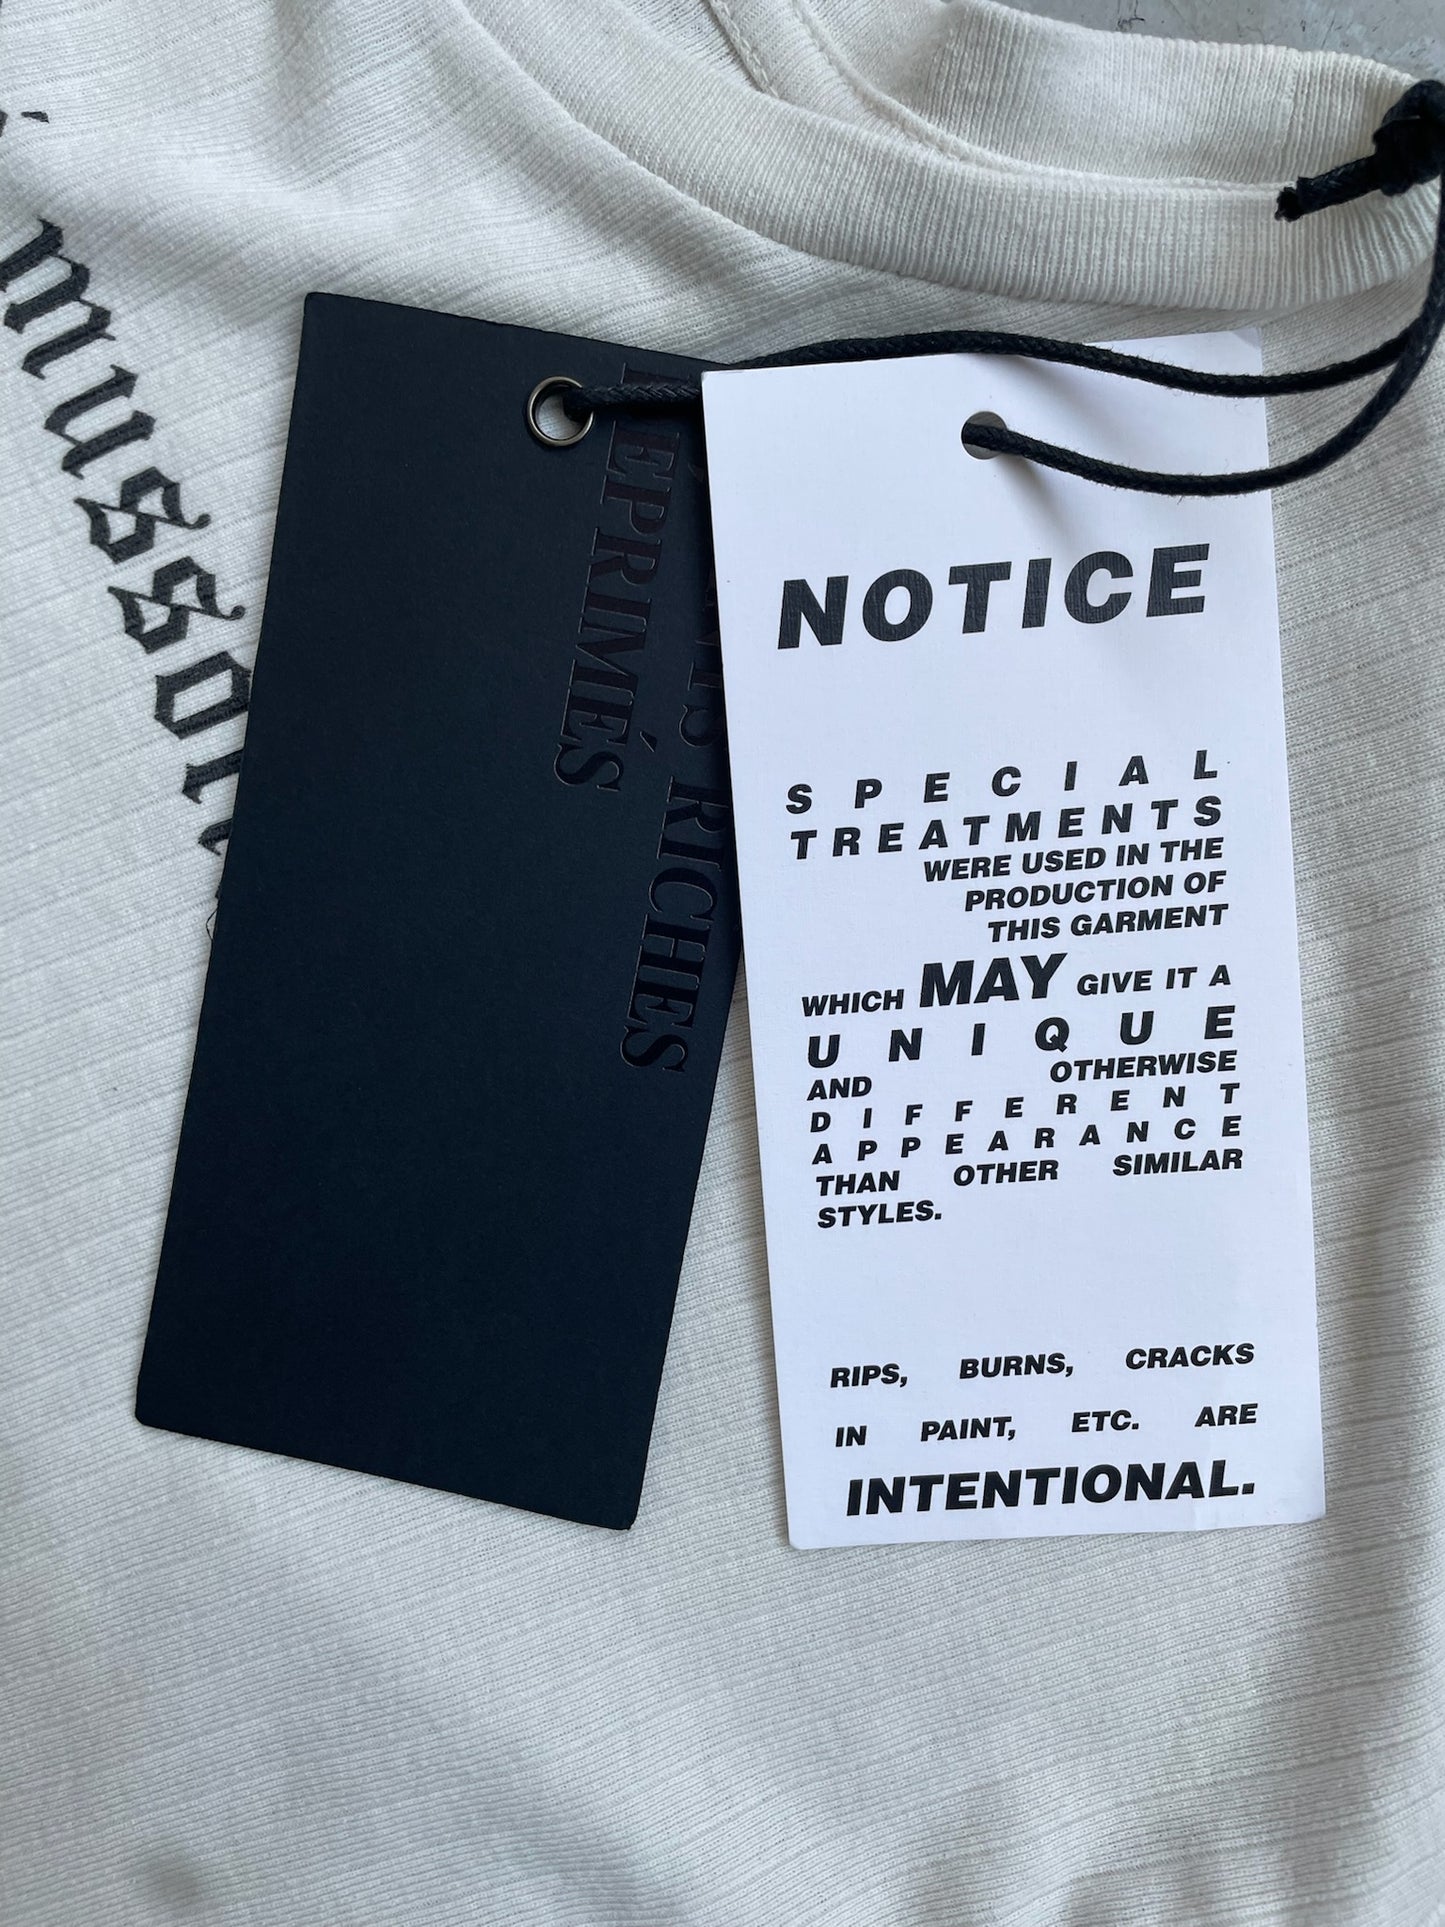 DÉPRIMÉS
RICHES
NOTICE
SPECIAL
TREATMENTS
WERE USED IN THE
PRODUCTION OF
THIS GARMENT
WHICH MAY GIVE IT A
UNIQUE
AND OTHERWISE
DIFFERENT
APPEARANCE
THAN OTHER SIMILAR
STYLES.
RIPS, BURNS, CRACKS
IN PAINT, ETC. ARE
INTENTIONAL.